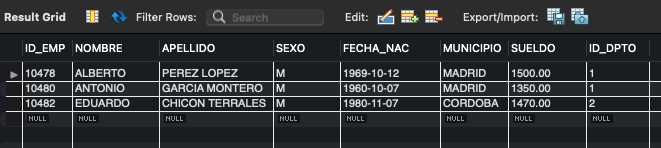 Result Grid Filter Rows: Search Edit: Export/Import:
ID_EMP NOMBRE APELLIDO SEXO FECHA_NAC MUNICIPIO SUELDO ID_DPTO
10478 ALBERTO PEREZ LOPEZ M 1969-10-12 MADRID 1500.00 1
10480 ANTONIO GARCIA MONTERO M 1960-10-07 MADRID 1350.00 1
10482 EDUARDO CHICON TERRALES M 1980-11-07 CORDOBA 1470.00 2
NULL NULL NULL NULL NULL NULL NULL NULL